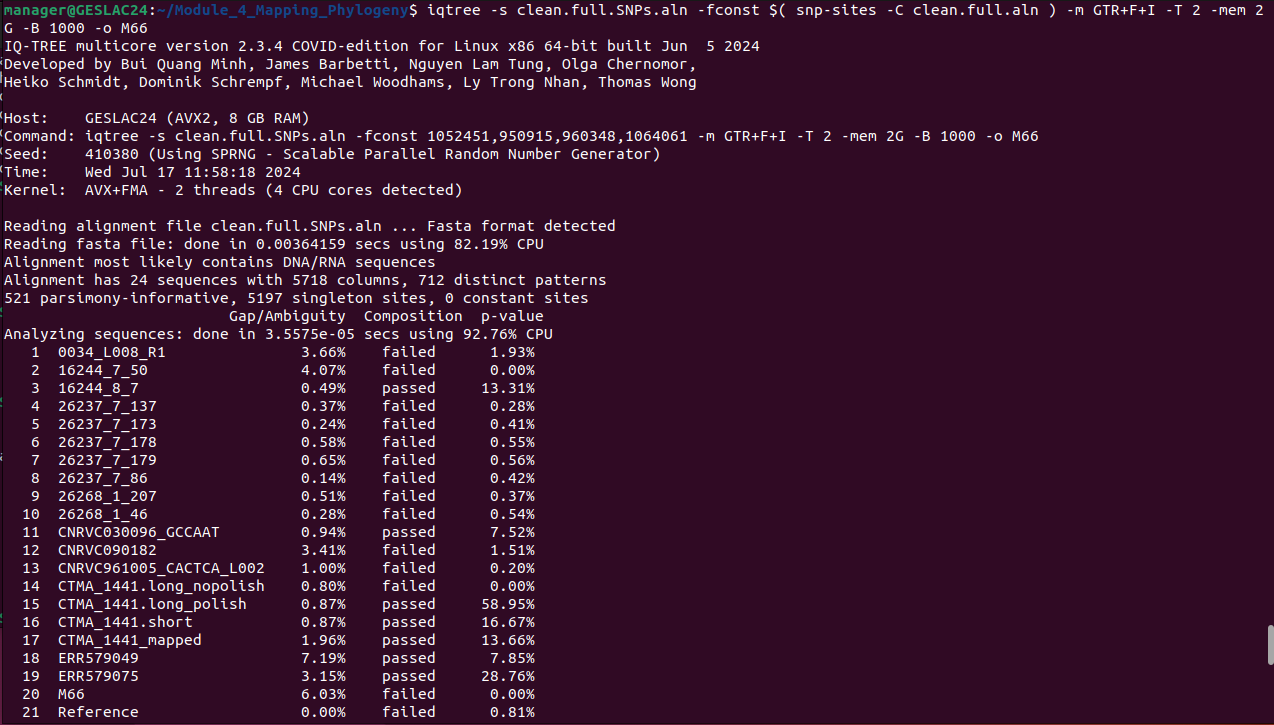 manager@GESLAC24:~/Module_4_Mapping_Phylogeny$ iqtree -s clean.full.SNPs.aln -fconst $( snp-sites -C clean.full.aln ) -m GTR+F+I -T 2 -mem 2
G -B 1000 -o M66
IQ-TREE multicore version 2.3.4 COVID-edition for Linux x86 64-bit built Jun  5 2024
Developed by Bui Quang Minh, James Barbetti, Nguyen Lam Tung, Olga Chernomor,
Heiko Schmidt, Dominik Schrempf, Michael Woodhams, Ly Trong Nhan, Thomas Wong

Host:    GESLAC24 (AVX2, 8 GB RAM)
Command: iqtree -s clean.full.SNPs.aln -fconst 1052451,950915,960348,1064061 -m GTR+F+I -T 2 -mem 2G -B 1000 -o M66
Seed:    410380 (Using SPRNG - Scalable Parallel Random Number Generator)
Time:    Wed Jul 17 11:58:18 2024
Kernel:  AVX+FMA - 2 threads (4 CPU cores detected)

Reading alignment file clean.full.SNPs.aln ... Fasta format detected
Reading fasta file: done in 0.00364159 secs using 82.19% CPU
Alignment most likely contains DNA/RNA sequences
Alignment has 24 sequences with 5718 columns, 712 distinct patterns
521 parsimony-informative, 5197 singleton sites, 0 constant sites
                         Gap/Ambiguity  Composition  p-value
Analyzing sequences: done in 3.5575e-05 secs using 92.76% CPU
   1  0034_L008_R1               3.66%    failed      1.93%
   2  16244_7_50                 4.07%    failed      0.00%
   3  16244_8_7                  0.49%    passed     13.31%
   4  26237_7_137                0.37%    failed      0.28%
   5  26237_7_173                0.24%    failed      0.41%
   6  26237_7_178                0.58%    failed      0.55%
   7  26237_7_179                0.65%    failed      0.56%
   8  26237_7_86                 0.14%    failed      0.42%
   9  26268_1_207                0.51%    failed      0.37%
  10  26268_1_46                 0.28%    failed      0.54%
  11  CNRVC030096_GCCAAT         0.94%    passed      7.52%
  12  CNRVC090182                3.41%    failed      1.51%
  13  CNRVC961005_CACTCA_L002    1.00%    failed      0.20%
  14  CTMA_1441.long_nopolish    0.80%    failed      0.00%
  15  CTMA_1441.long_polish      0.87%    passed     58.95%
  16  CTMA_1441.short            0.87%    passed     16.67%
  17  CTMA_1441_mapped           1.96%    passed     13.66%
  18  ERR579049                  7.19%    passed      7.85%
  19  ERR579075                  3.15%    passed     28.76%
  20  M66                        6.03%    failed      0.00%
  21  Reference                  0.00%    failed      0.81%